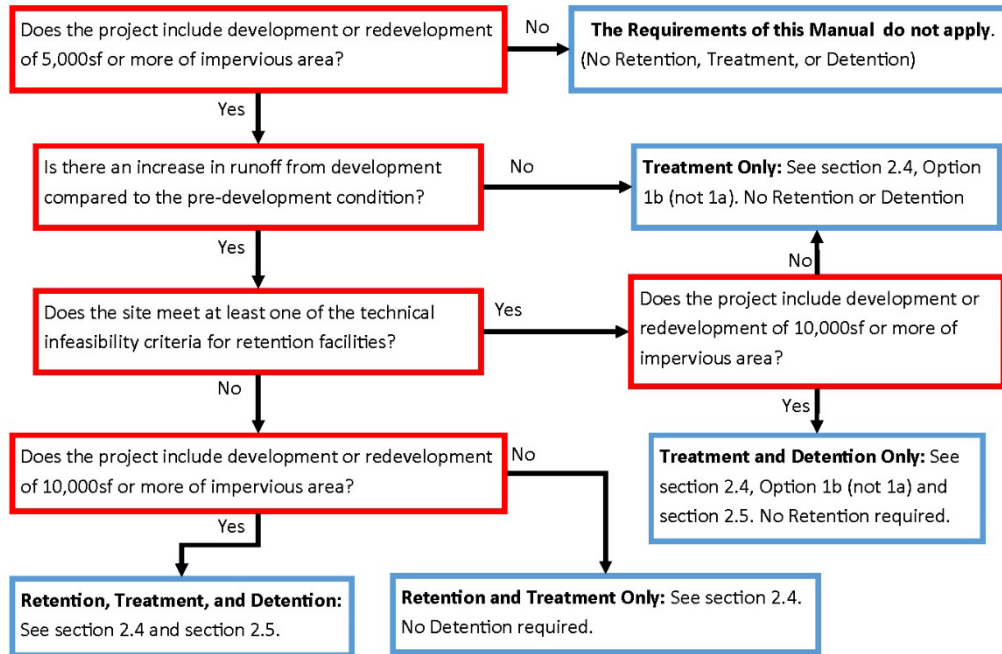 Does the project include development or redevelopment
of 5,000sf or more of impervious area?
No
The Requirements of this Manual do not apply.
(No Retention, Treatment, or Detention)
Yes
Is there an increase in runoff from development
compared to the pre-development condition?
No
Treatment Only: See section 2.4, Option
1b (not 1a). No Retention or Detention
Yes
No
Does the site meet at least one of the technical
infeasibility criteria for retention facilities?
Yes
Does the project include development or
redevelopment of 10,000sf or more of
impervious area?
No
Yes
Does the project include development or redevelopment
of 10,000sf or more of impervious area?
No
Treatment and Detention Only: See
section 2.4, Option 1b (not 1a) and
section 2.5. No Retention required.
Yes
Retention, Treatment, and Detention:
See section 2.4 and section 2.5.
Retention and Treatment Only: See section 2.4.
No Detention required.